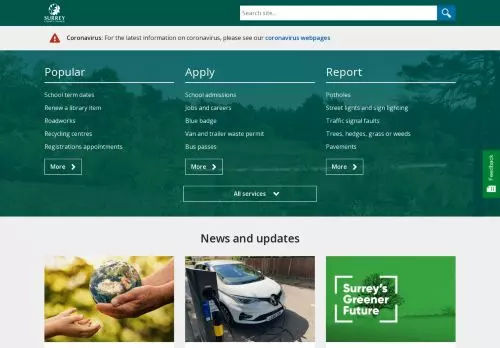 SURREY
Search site...
Coronavirus: For the latest information on coronavirus, please see our coronavirus webpages
Popular
School term dates
Renew a library item
Roadworks
Recycling centres
Registrations appointments
More
Apply
School admissions
Jobs and careers
Blue badge
Van and trailer waste permit
Bus passes
More
Report
Potholes
Street lights and sign lighting
Traffic signal faults
Trees, hedges, grass or weeds
Pavements
More
All services
Feedback
News and updates
Surrey's
Greener
Future